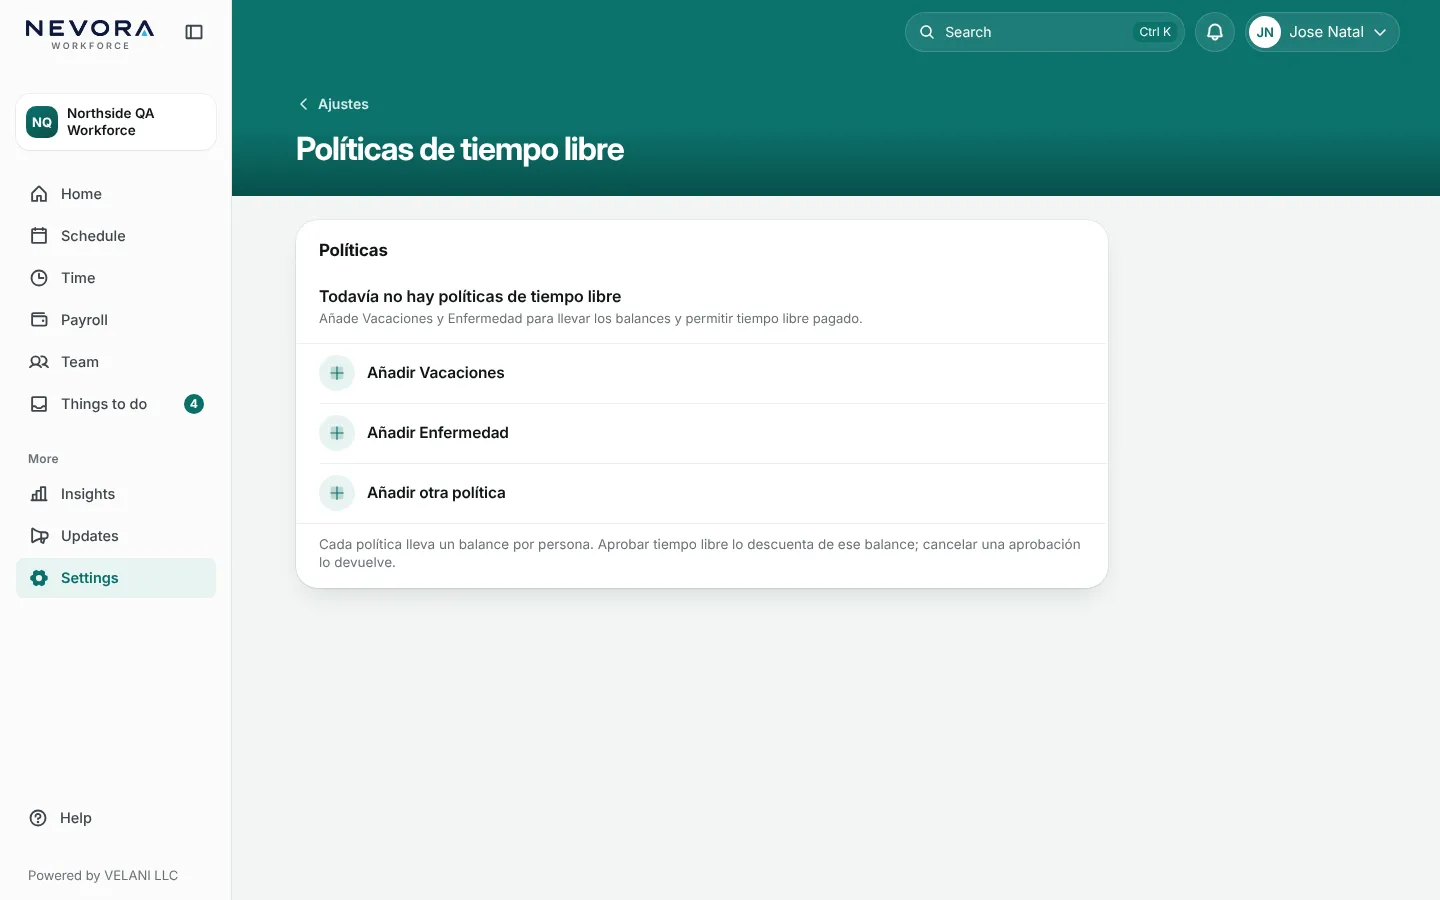 NEVORA
WORKFORCE
Search
Ctrl K
JN
Jose Natal
NQ
Northside QA
Workforce
Home
Schedule
Time
Payroll
Team
Things to do
4
More
Insights
Updates
Settings
Help
Powered by VELANI LLC
Ajustes
Políticas de tiempo libre
Políticas
Todavía no hay políticas de tiempo libre
Añade Vacaciones y Enfermedad para llevar los balances y permitir tiempo libre pagado.
Añadir Vacaciones
Añadir Enfermedad
Añadir otra política
Cada política lleva un balance por persona. Aprobar tiempo libre lo descuenta de ese balance; cancelar una aprobación
lo devuelve.